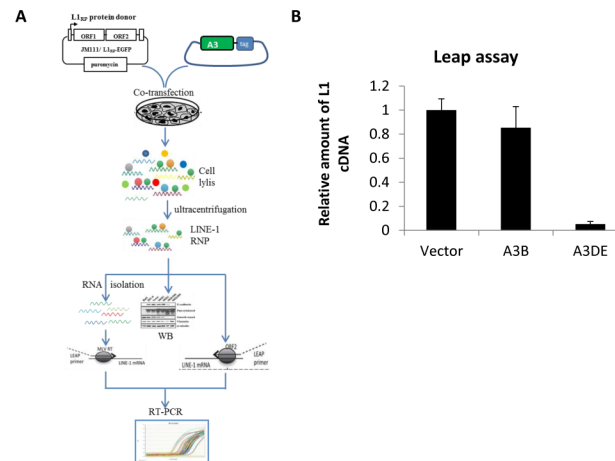 A
L1RP protein donor
ORF1 ORF2
JM111/ L1RP-EGFP
puromycin
A3 tag
Co-transfection
Cell
lylis
ultracentrifugation
LINE-1
RNP
RNA isolation
WB
MLV RT
LEAP
primer
LINE-1 mRNA
ORF2
LEAP
primer
LINE-1 mRNA
RT-PCR
B
Leap assay
Relative amount of L1
cDNA
1.2
1
0.8
0.6
0.4
0.2
0
Vector A3B A3DE